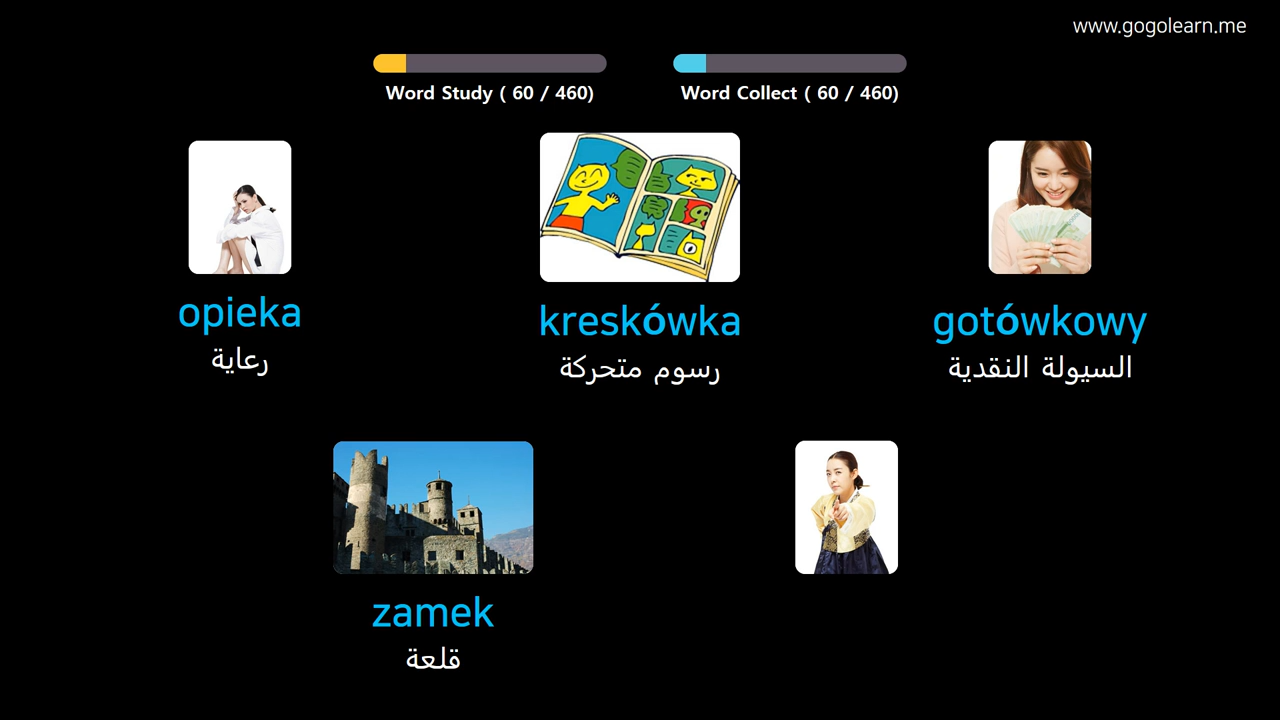 www.gogolearn.me
Word Study ( 60 / 460)
Word Collect ( 60 / 460)
opieka
رعاية
kreskówka
رسوم متحركة
gotówkowy
السيولة النقدية
zamek
قلعة